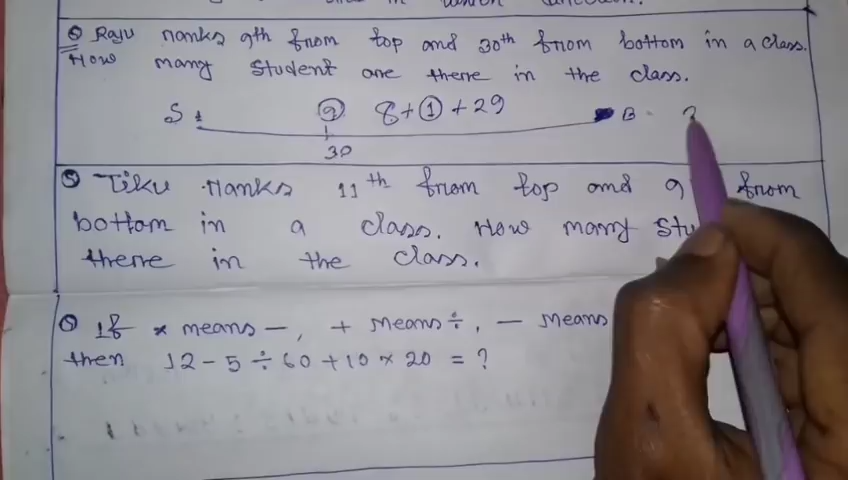 Q Raju ranks 9th from top and 30th from bottom in a class.
How many student are there in the class.
9 8+1+29
B
30
Q Tiku ranks 11th from top and 9 from
bottom in a class. How many
there in the class.
Q If × means −, + means ÷, − means
then 12 − 5 ÷ 60 + 10 × 20 = ?